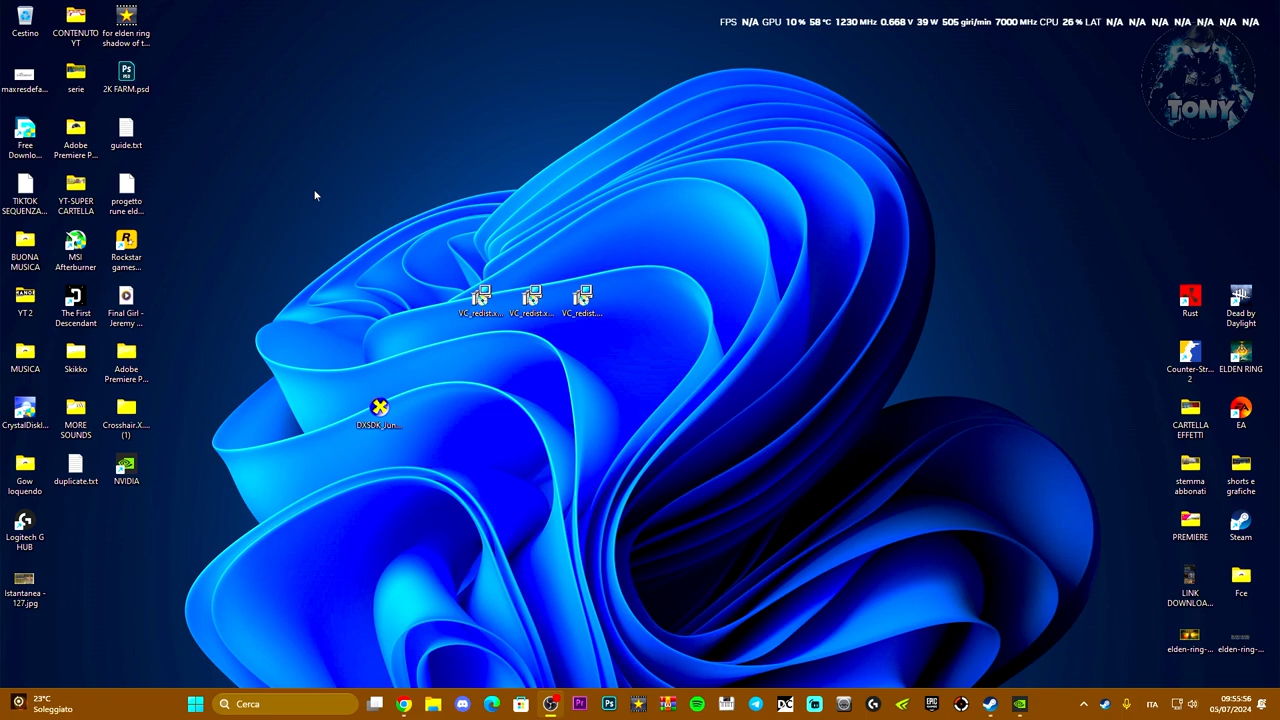 FPS N/A GPU 10 % 58 °C 1230 MHz 0.668 V 39 W 505 giri/min 7000 MHz CPU 26 % LAT N/A N/A N/A N/A N/A N/A N/A
TONY
Cestino
CONTENUTO
YT
for elden ring
shadow of t...
maxresdefa...
serie
2K FARM.psd
Free
Downlo...
Adobe
Premiere P...
guide.txt
TIKTOK
SEQUENZA...
YT-SUPER
CARTELLA
progetto
rune eld...
BUONA
MUSICA
MSI
Afterburner
Rockstar
games...
YT 2
The First
Descendant
Final Girl -
Jeremy ...
MUSICA
Skikko
Adobe
Premiere P...
CrystalDiskI...
MORE
SOUNDS
Crosshair.X....
(1)
Gow
loquendo
duplicate.txt
NVIDIA
Logitech G
HUB
Istantanea -
127.jpg
VC_redist.x...
VC_redist.x...
VC_redist....
DXSDK_Jun...
Rust
Dead by
Daylight
Counter-Str...
2
ELDEN RING
CARTELLA
EFFETTI
EA
stemma
abbonati
shorts e
grafiche
PREMIERE
Steam
LINK
DOWNLOA...
Fce
elden-ring-...
elden-ring-...
23°C
Soleggiato
Cerca
ITA
09:55:56
05/07/2024